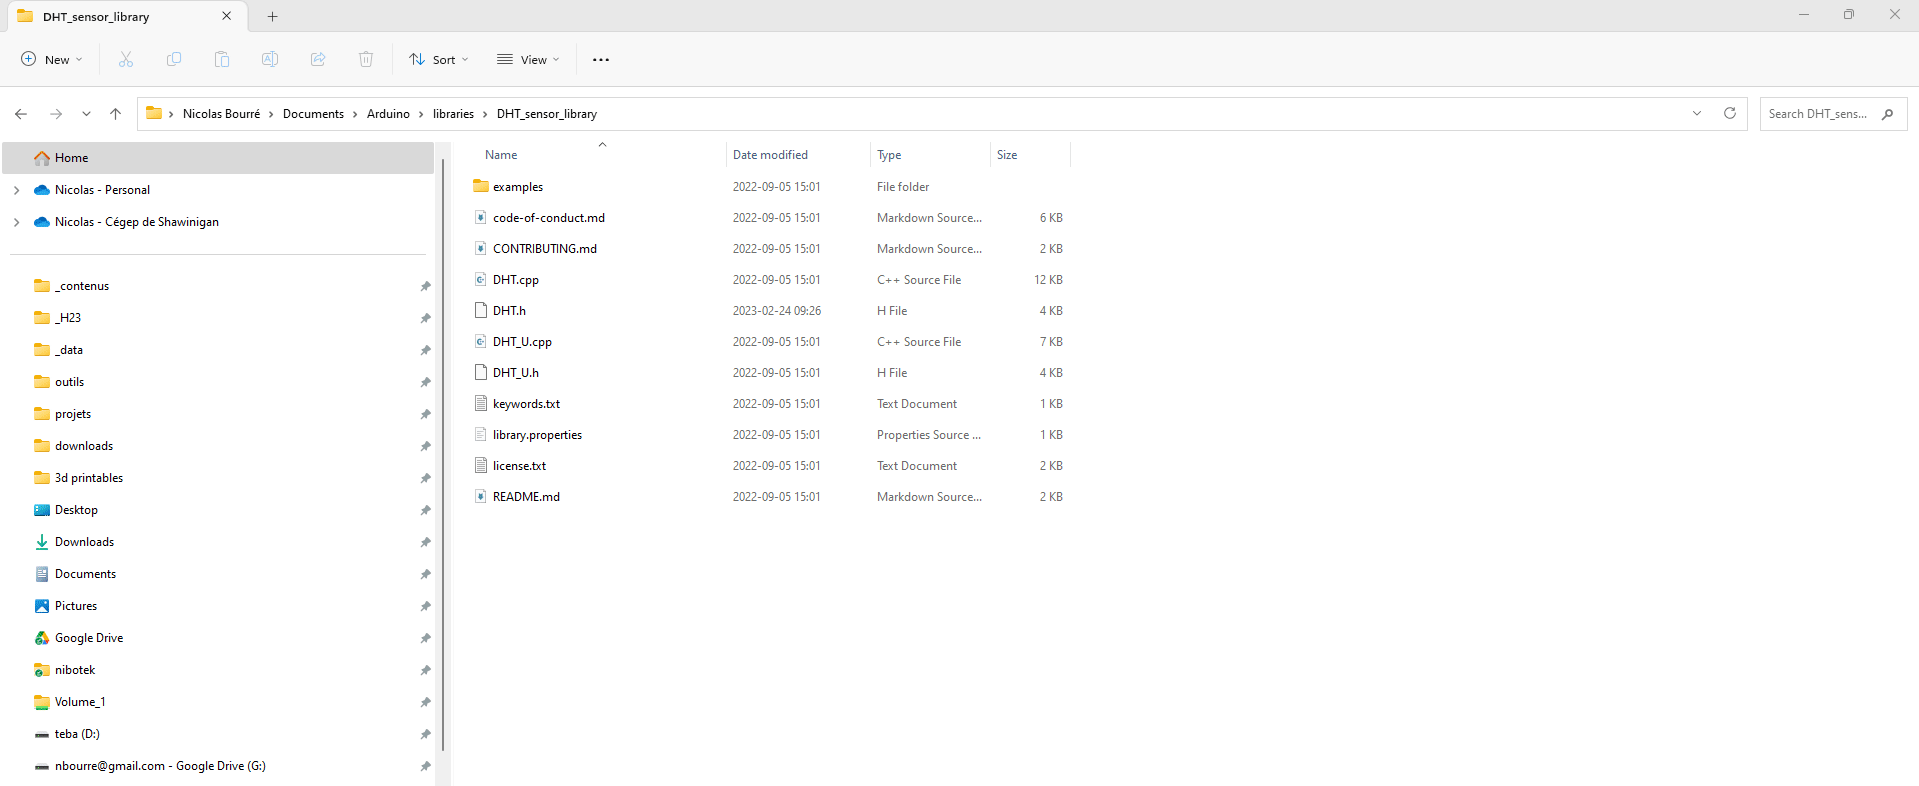 DHT_sensor_library
New
Sort
View
Nicolas Bourré > Documents > Arduino > libraries > DHT_sensor_library
Search DHT_sens...
Home
Nicolas - Personal
Nicolas - Cégep de Shawinigan
_contenus
_H23
_data
outils
projets
downloads
3d printables
Desktop
Downloads
Documents
Pictures
Google Drive
nibotek
Volume_1
teba (D:)
nbourre@gmail.com - Google Drive (G:)
Name Date modified Type Size
examples 2022-09-05 15:01 File folder
code-of-conduct.md 2022-09-05 15:01 Markdown Source... 6 KB
CONTRIBUTING.md 2022-09-05 15:01 Markdown Source... 2 KB
DHT.cpp 2022-09-05 15:01 C++ Source File 12 KB
DHT.h 2023-02-24 09:26 H File 4 KB
DHT_U.cpp 2022-09-05 15:01 C++ Source File 7 KB
DHT_U.h 2022-09-05 15:01 H File 4 KB
keywords.txt 2022-09-05 15:01 Text Document 1 KB
library.properties 2022-09-05 15:01 Properties Source ... 1 KB
license.txt 2022-09-05 15:01 Text Document 2 KB
README.md 2022-09-05 15:01 Markdown Source... 2 KB